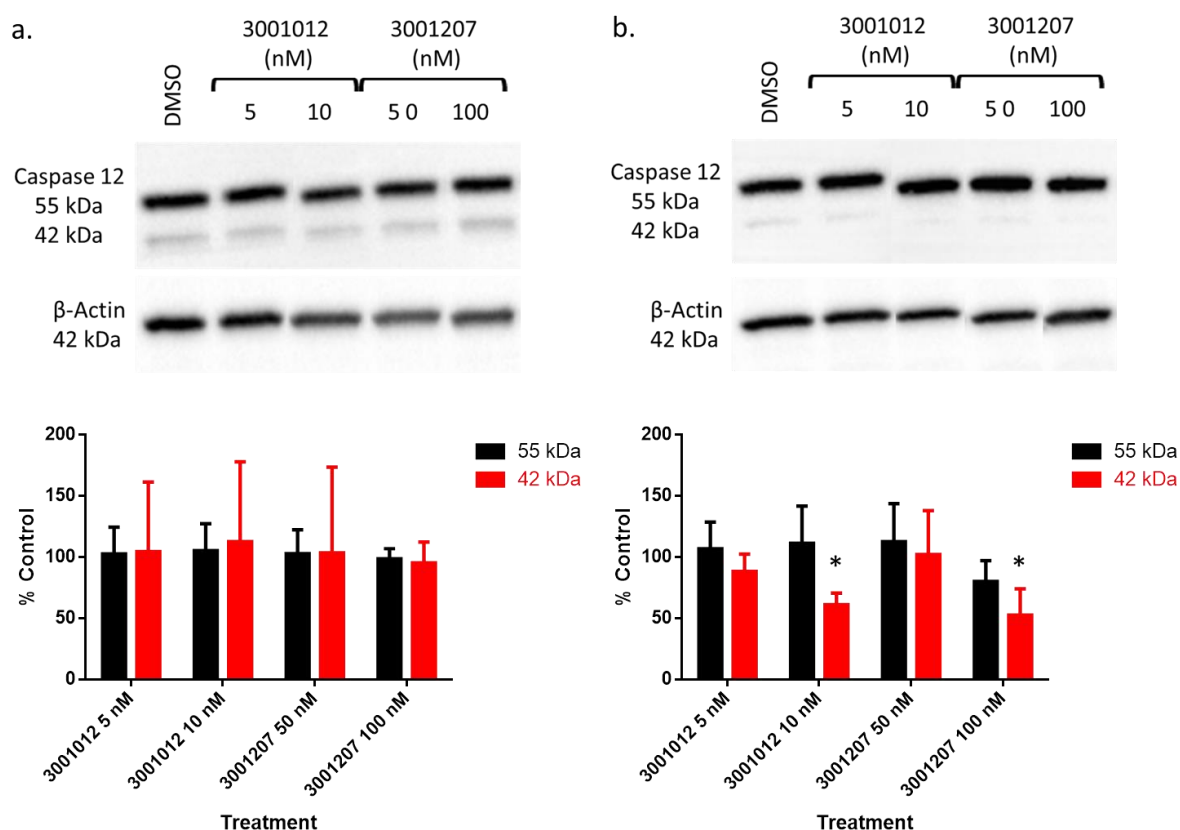 a.
3001012
(nM)
3001207
(nM)
DMSO
5 10 5 0 100
Caspase 12
55 kDa
42 kDa
β-Actin
42 kDa
200
150
100
50
0
% Control
55 kDa
42 kDa
3001012 5 nM
3001012 10 nM
3001207 50 nM
3001207 100 nM
Treatment
b.
3001012
(nM)
3001207
(nM)
DMSO
5 10 5 0 100
Caspase 12
55 kDa
42 kDa
β-Actin
42 kDa
200
150
100
50
0
% Control
* *
55 kDa
42 kDa
3001012 5 nM
3001012 10 nM
3001207 50 nM
3001207 100 nM
Treatment